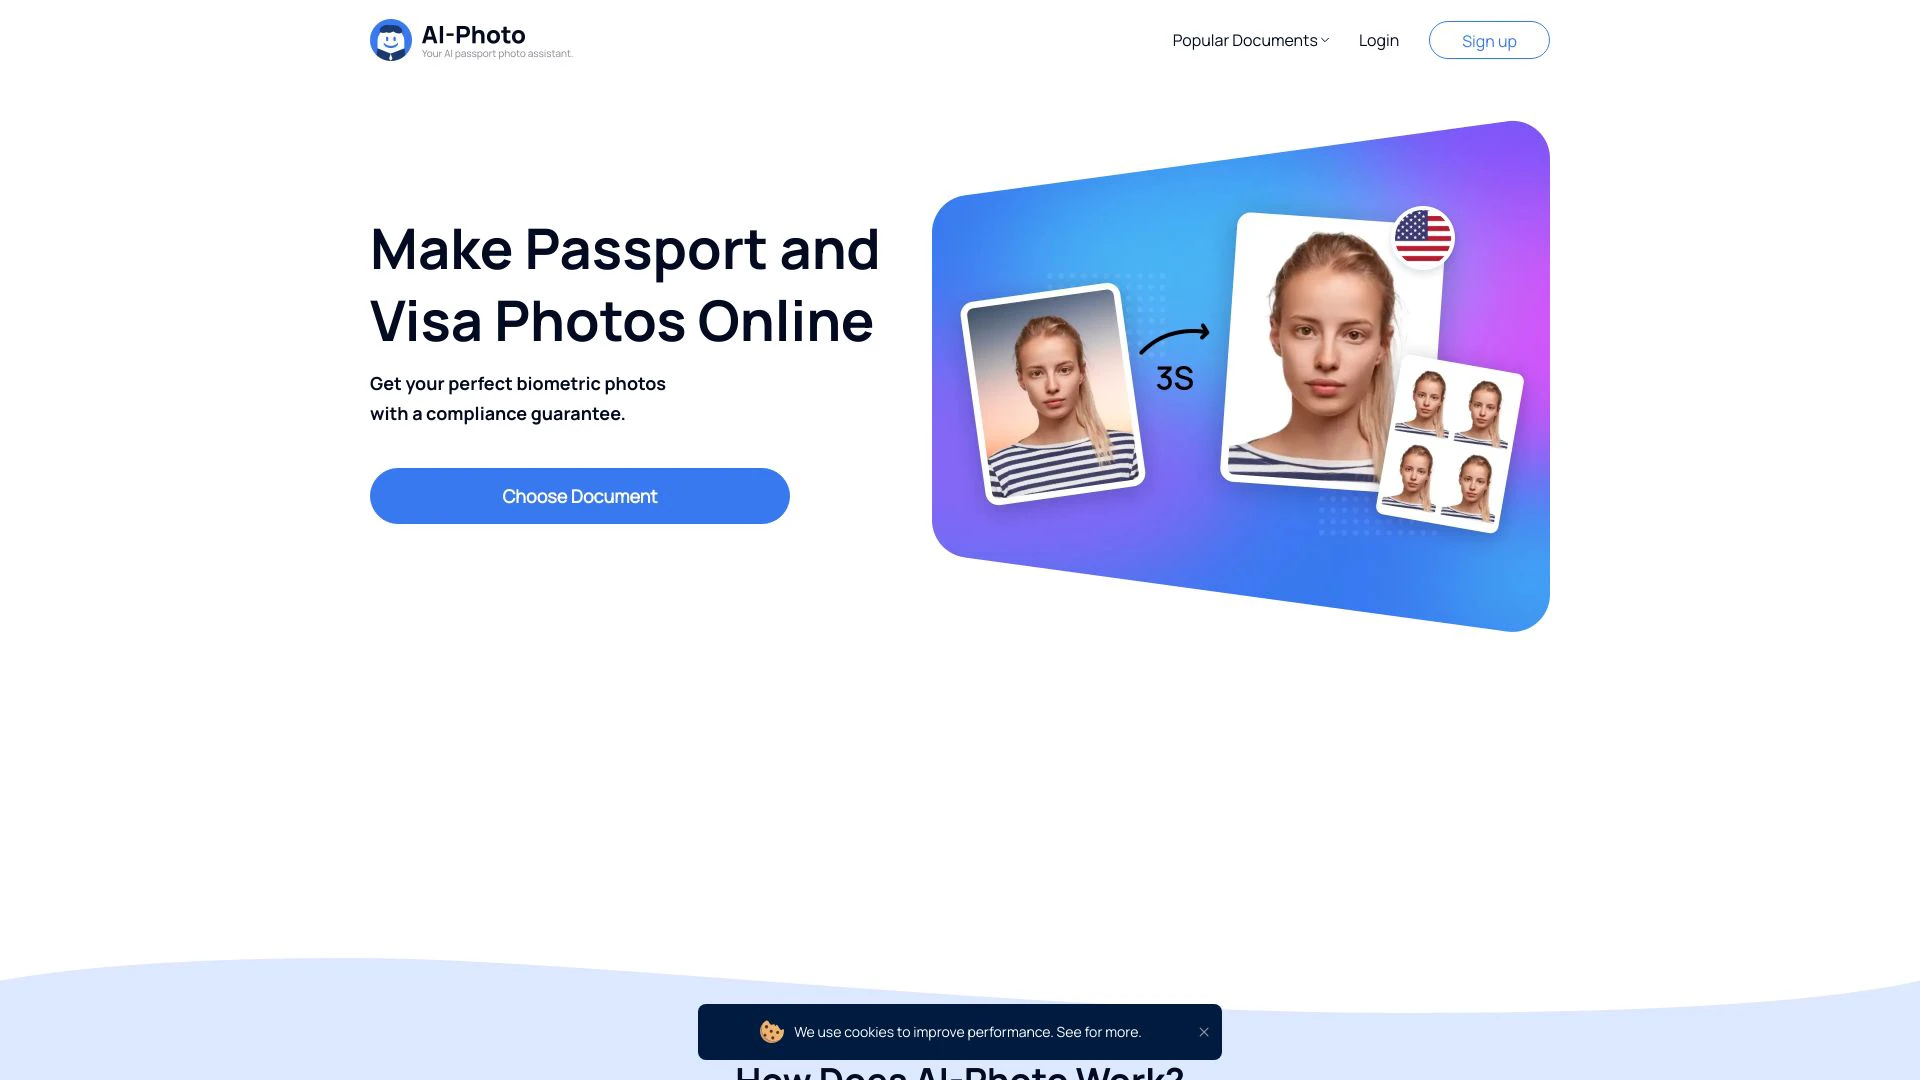 AI-Photo
Your AI passport photo assistant.
Popular Documents
Login
Sign up
Make Passport and
Visa Photos Online
Get your perfect biometric photos
with a compliance guarantee.
Choose Document
3S
We use cookies to improve performance. See for more.
How Does AI-Photo Work?